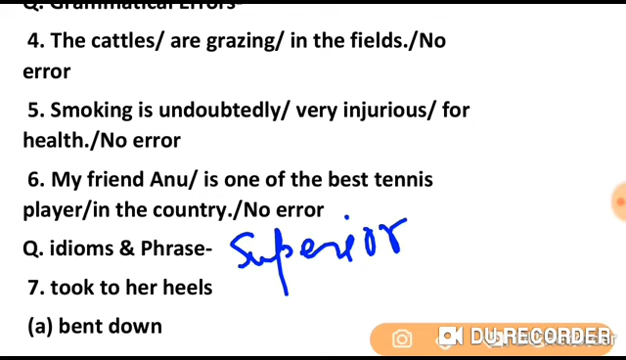 Q. Grammatical Errors-
4. The cattles/ are grazing/ in the fields./No
error
5. Smoking is undoubtedly/ very injurious/ for
health./No error
6. My friend Anu/ is one of the best tennis
player/in the country./No error
Q. idioms & Phrase-
superior
7. took to her heels
(a) bent down
DU RECORDER